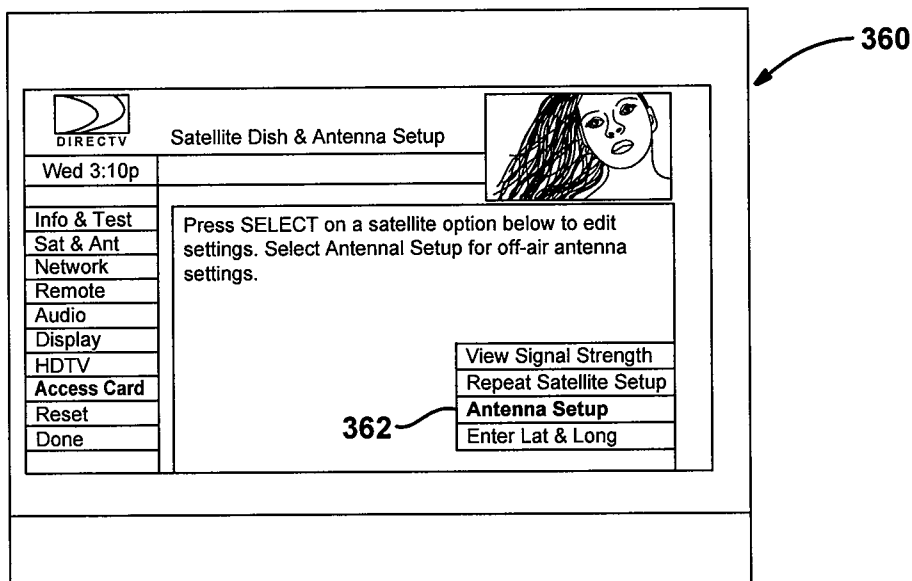 360
DIRECTV
Satellite Dish & Antenna Setup
Wed 3:10p
Info & Test
Sat & Ant
Network
Remote
Audio
Display
HDTV
Access Card
Reset
Done
Press SELECT on a satellite option below to edit
settings. Select Antennal Setup for off-air antenna
settings.
View Signal Strength
Repeat Satellite Setup
Antenna Setup
Enter Lat & Long
362